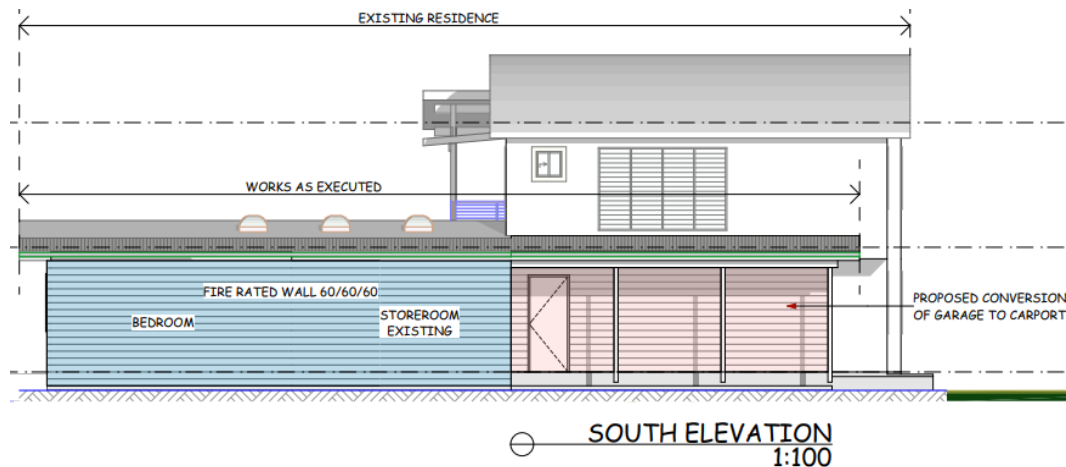 EXISTING RESIDENCE
WORKS AS EXECUTED
FIRE RATED WALL 60/60/60
BEDROOM
STOREROOM
EXISTING
PROPOSED CONVERSION
OF GARAGE TO CARPORT
SOUTH ELEVATION
1:100